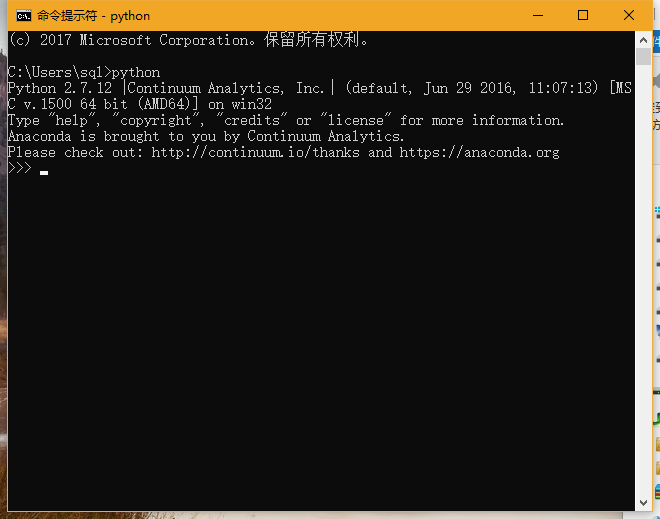 命令提示符 - python
(c) 2017 Microsoft Corporation。保留所有权利。
C:\Users\sql>python
Python 2.7.12 |Continuum Analytics, Inc.| (default, Jun 29 2016, 11:07:13) [MS
C v.1500 64 bit (AMD64)] on win32
Type "help", "copyright", "credits" or "license" for more information.
Anaconda is brought to you by Continuum Analytics.
Please check out: http://continuum.io/thanks and https://anaconda.org
>>>